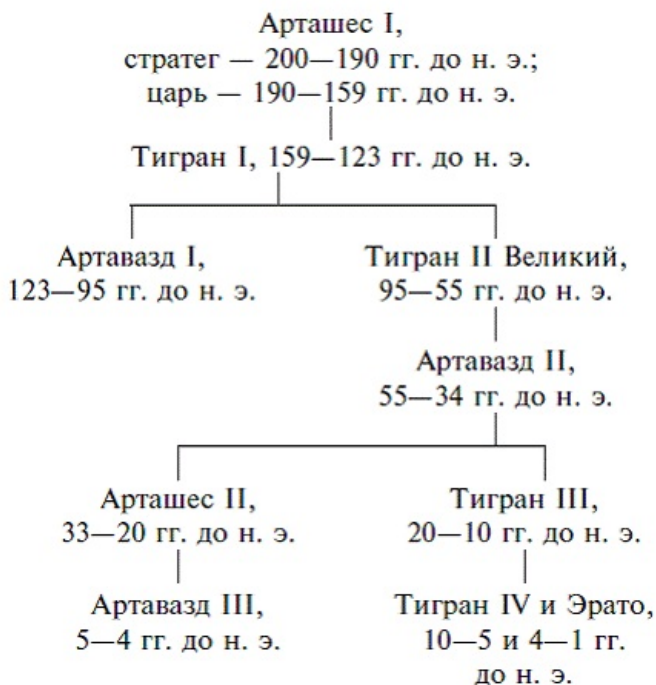 Арташес I,
стратег — 200—190 гг. до н. э.;
царь — 190—159 гг. до н. э.
Тигран I, 159—123 гг. до н. э.
Артавазд I,
123—95 гг. до н. э.
Тигран II Великий,
95—55 гг. до н. э.
Артавазд II,
55—34 гг. до н. э.
Арташес II,
33—20 гг. до н. э.
Тигран III,
20—10 гг. до н. э.
Артавазд III,
5—4 гг. до н. э.
Тигран IV и Эрато,
10—5 и 4—1 гг.
до н. э.